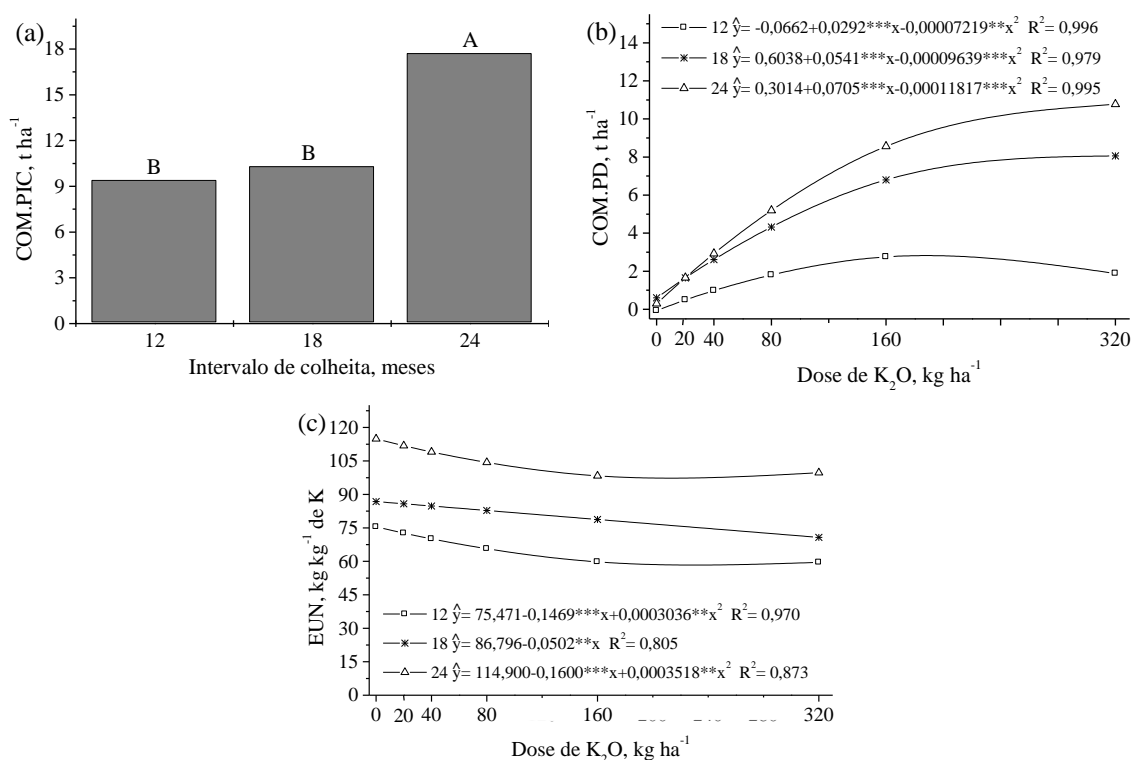 (a)
COM.PIC, t ha⁻¹
18
15
12
9
6
3
0
B
B
A
12 18 24
Intervalo de colheita, meses
(b)
COM.PD, t ha⁻¹
14
12
10
8
6
4
2
0
12 ŷ= -0,0662+0,0292***x-0,00007219**x² R²= 0,996
18 ŷ= 0,6038+0,0541***x-0,00009639***x² R²= 0,979
24 ŷ= 0,3014+0,0705***x-0,00011817***x² R²= 0,995
0 20 40 80 160 320
Dose de K₂O, kg ha⁻¹
(c)
EUN, kg kg⁻¹ de K
120
105
90
75
60
45
30
15
0
12 ŷ= 75,471-0,1469***x+0,0003036**x² R²= 0,970
18 ŷ= 86,796-0,0502**x R²= 0,805
24 ŷ= 114,900-0,1600***x+0,0003518**x² R²= 0,873
0 20 40 80 160 320
Dose de K₂O, kg ha⁻¹